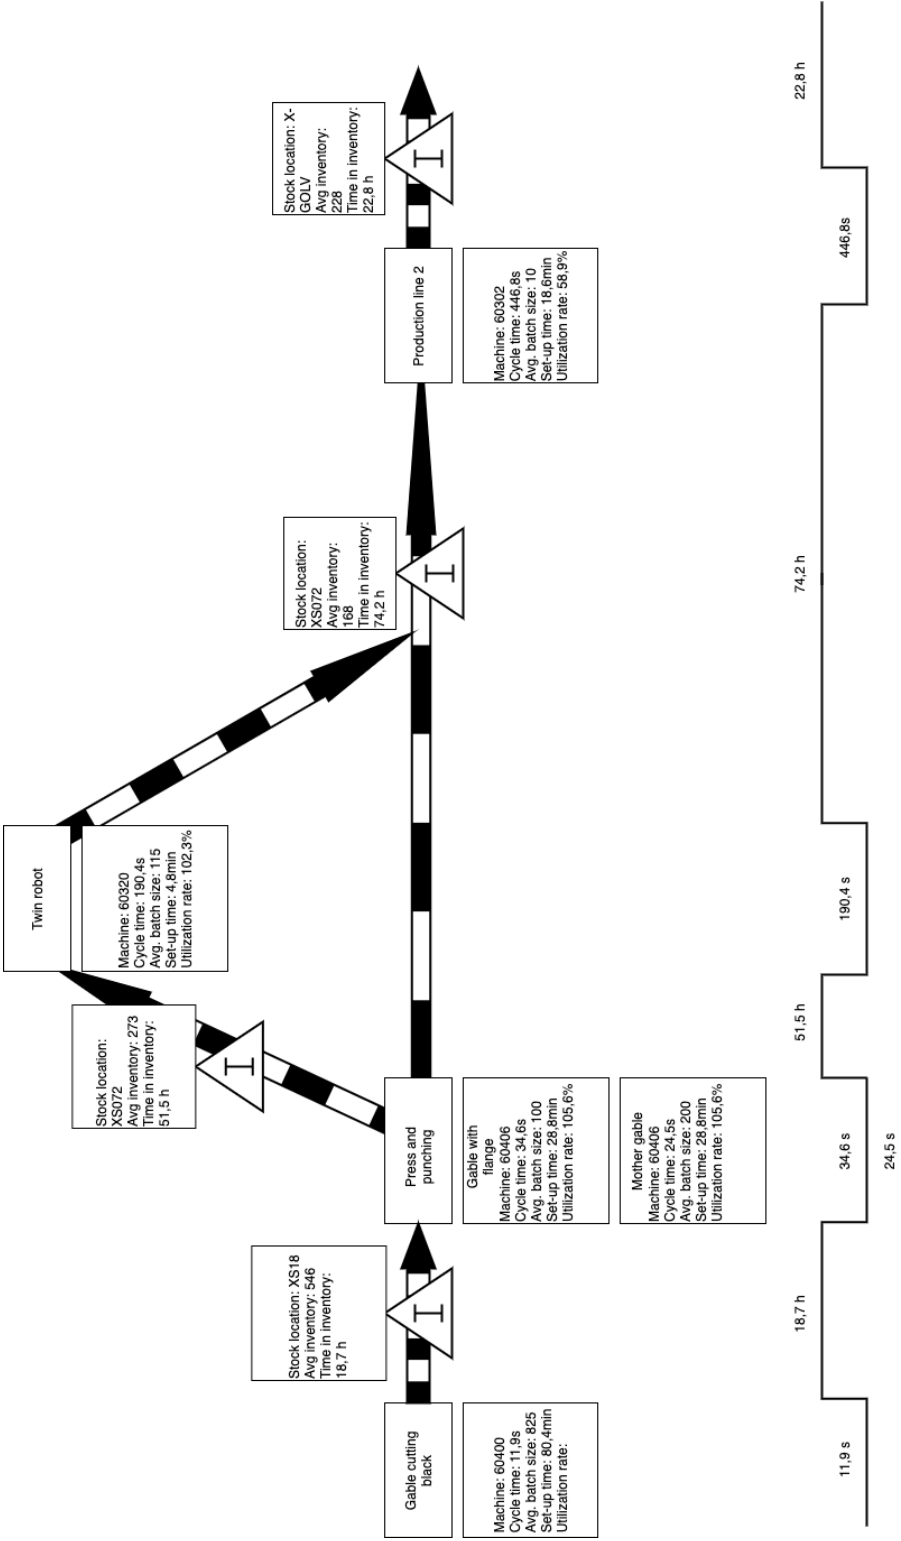 Gable cutting
black
Machine: 60400
Cycle time: 11,9s
Avg. batch size: 825
Set-up time: 80,4min
Utilization rate:
Stock location: XS18
Avg inventory: 546
Time in inventory:
18,7 h
I
Press and
punching
Gable with
flange
Machine: 60406
Cycle time: 34,6s
Avg. batch size: 100
Set-up time: 28,8min
Utilization rate: 105,6%
Mother gable
Machine: 60406
Cycle time: 24,5s
Avg. batch size: 200
Set-up time: 28,8min
Utilization rate: 105,6%
Stock location:
XS072
Avg inventory: 273
Time in inventory:
51,5 h
I
Twin robot
Machine: 60320
Cycle time: 190,4s
Avg. batch size: 115
Set-up time: 4,8min
Utilization rate: 102,3%
Stock location:
XS072
Avg inventory:
168
Time in inventory:
74,2 h
I
Production line 2
Machine: 60302
Cycle time: 446,8s
Avg. batch size: 10
Set-up time: 18,6min
Utilization rate: 58,9%
Stock location: X-
GOLV
Avg inventory:
228
Time in inventory:
22,8 h
I
11,9 s
18,7 h
34,6 s
24,5 s
51,5 h
190,4 s
74,2 h
446,8s
22,8 h